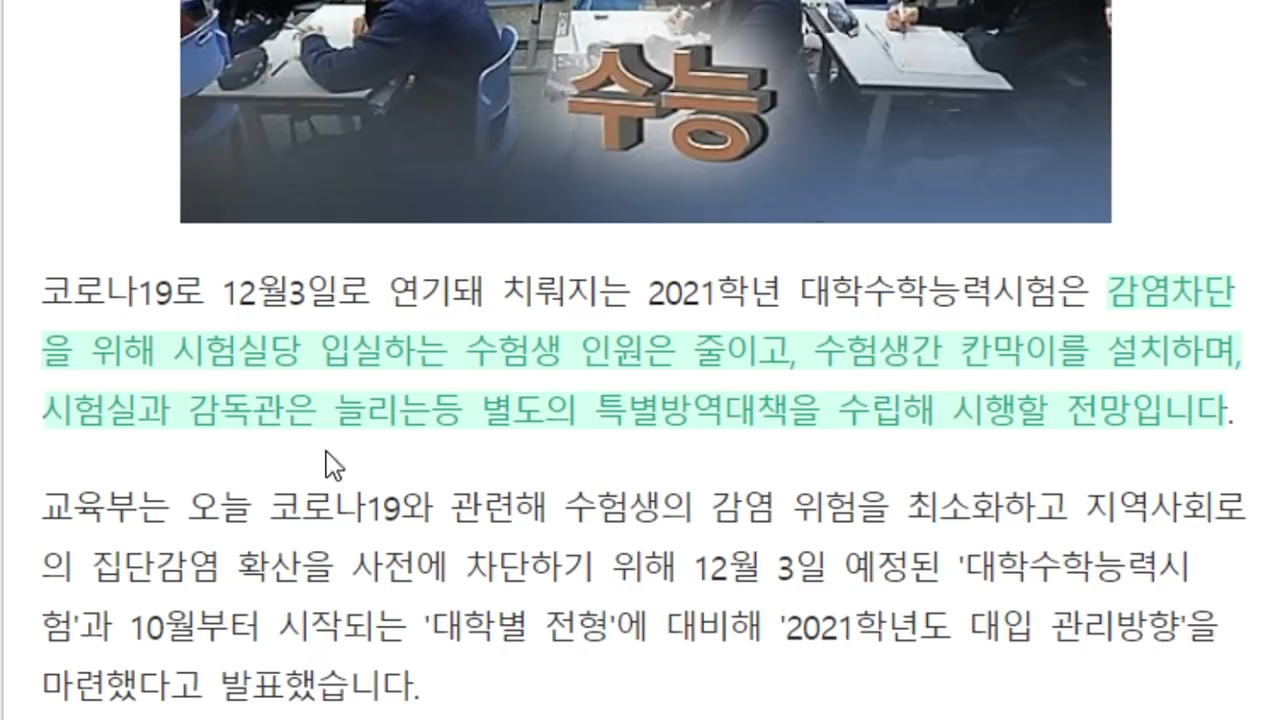 수능
코로나19로 12월3일로 연기돼 치뤄지는 2021학년 대학수학능력시험은 감염차단
을 위해 시험실당 입실하는 수험생 인원은 줄이고, 수험생간 칸막이를 설치하며,
시험실과 감독관은 늘리는등 별도의 특별방역대책을 수립해 시행할 전망입니다.
교육부는 오늘 코로나19와 관련해 수험생의 감염 위험을 최소화하고 지역사회로
의 집단감염 확산을 사전에 차단하기 위해 12월 3일 예정된 '대학수학능력시
험'과 10월부터 시작되는 '대학별 전형'에 대비해 '2021학년도 대입 관리방향'을
마련했다고 발표했습니다.